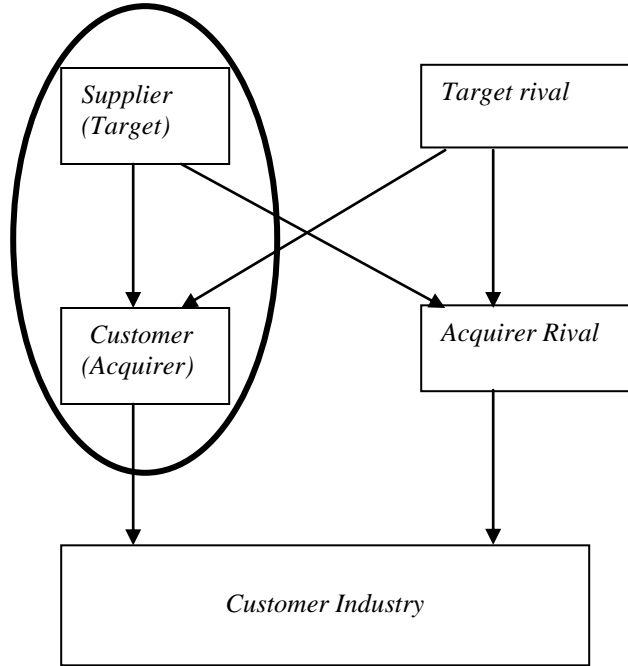 Supplier
(Target)
Target rival
Customer
(Acquirer)
Acquirer Rival
Customer Industry